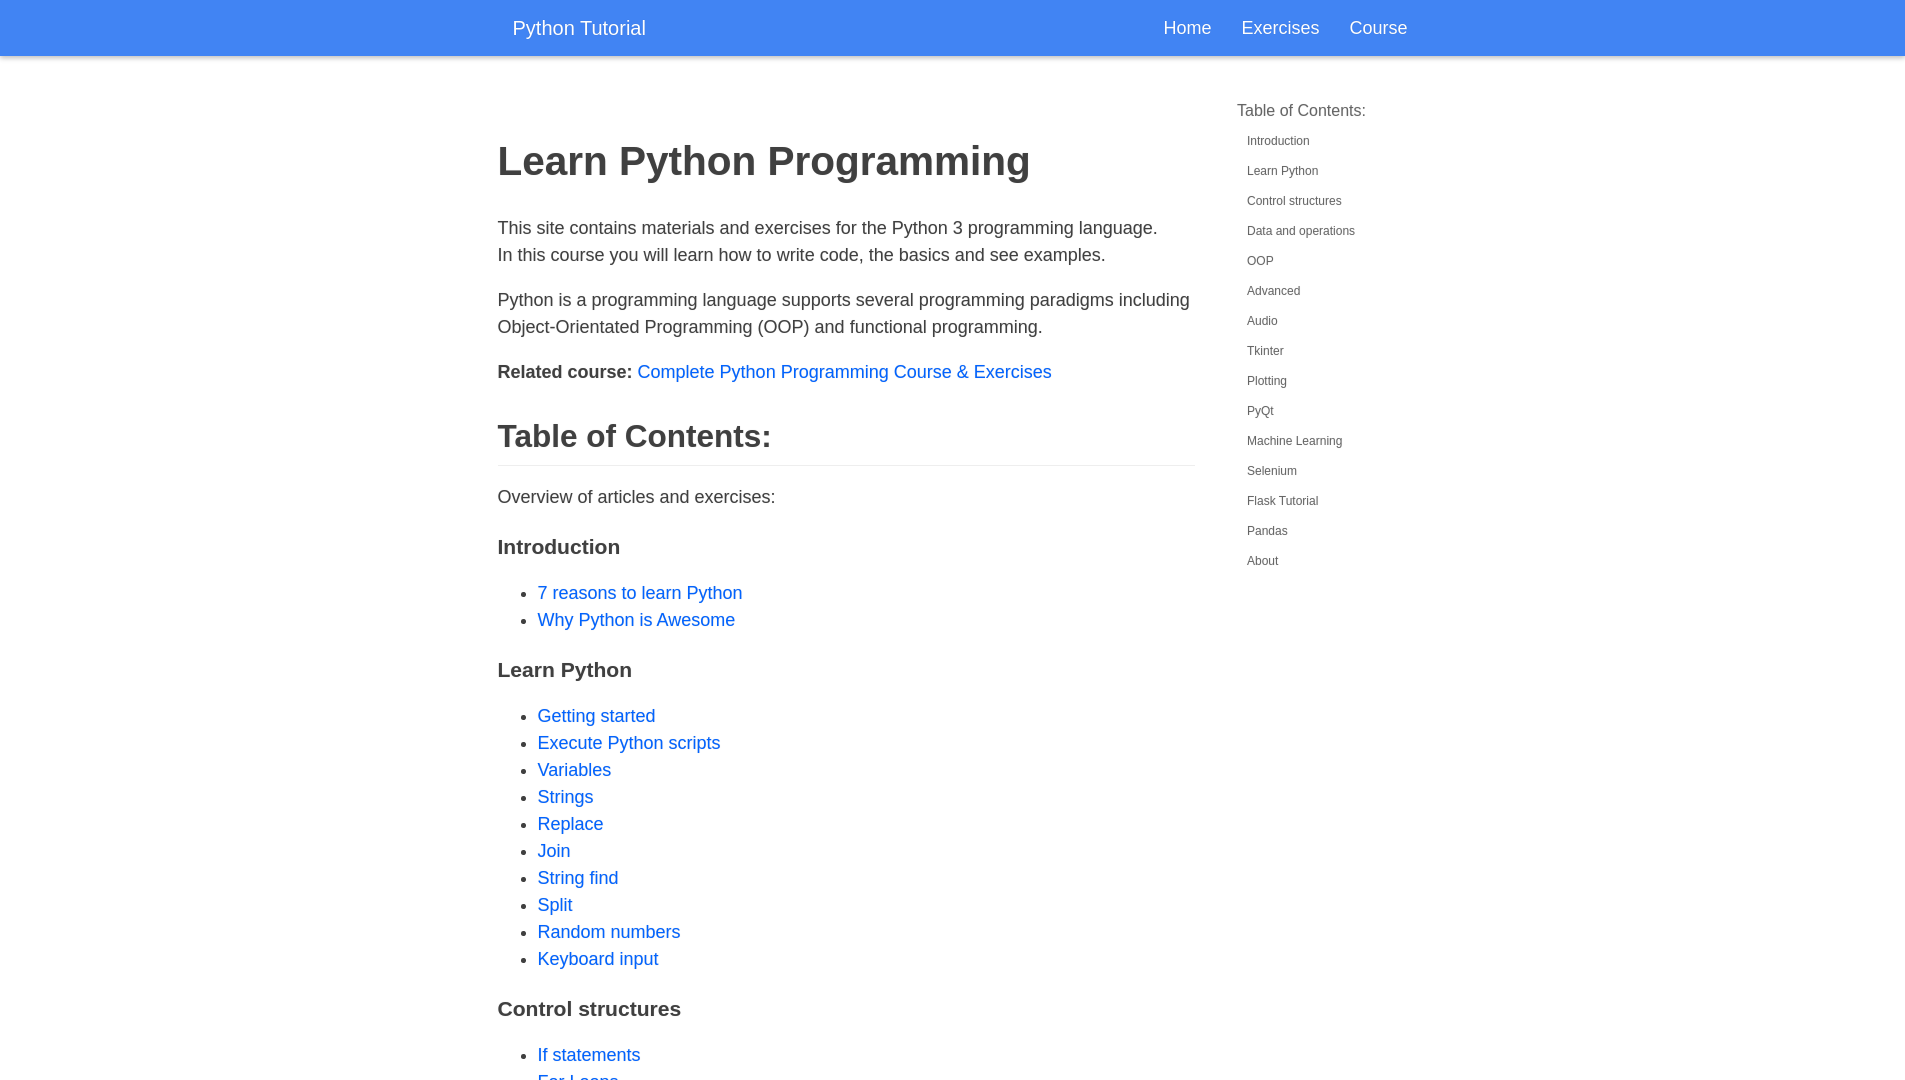 Python Tutorial
Home
Exercises
Course
Learn Python Programming
This site contains materials and exercises for the Python 3 programming language.
In this course you will learn how to write code, the basics and see examples.
Python is a programming language supports several programming paradigms including
Object-Orientated Programming (OOP) and functional programming.
Related course: Complete Python Programming Course & Exercises
Table of Contents:
Overview of articles and exercises:
Introduction
7 reasons to learn Python
Why Python is Awesome
Learn Python
Getting started
Execute Python scripts
Variables
Strings
Replace
Join
String find
Split
Random numbers
Keyboard input
Control structures
If statements
For Loops
Table of Contents:
Introduction
Learn Python
Control structures
Data and operations
OOP
Advanced
Audio
Tkinter
Plotting
PyQt
Machine Learning
Selenium
Flask Tutorial
Pandas
About